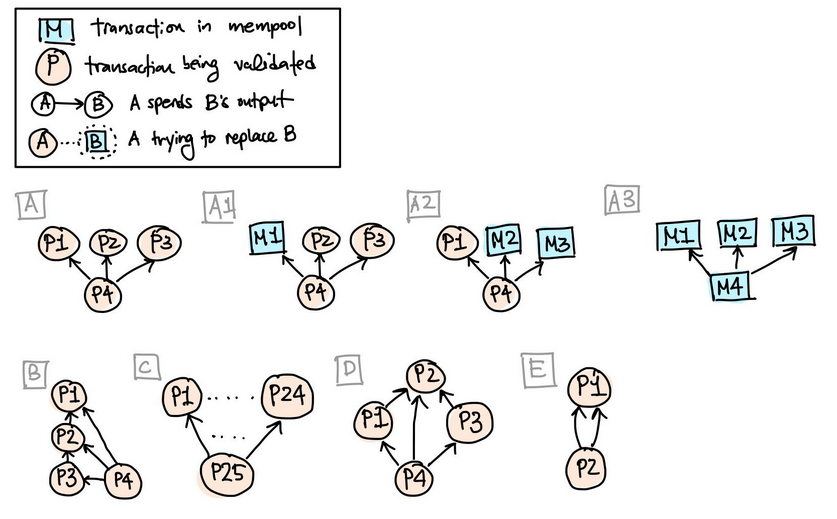 M transaction in mempool
P transaction being validated
A B A spends B's output
A B A trying to replace B
A
P1 P2 P3
P4
A1
M1 P2 P3
P4
A2
P1 M2 M3
P4
A3
M1 M2 M3
M4
B
P1
P2
P3 P4
C
P1 P24
P25
D
P2
P1 P3
P4
E
P1
P2